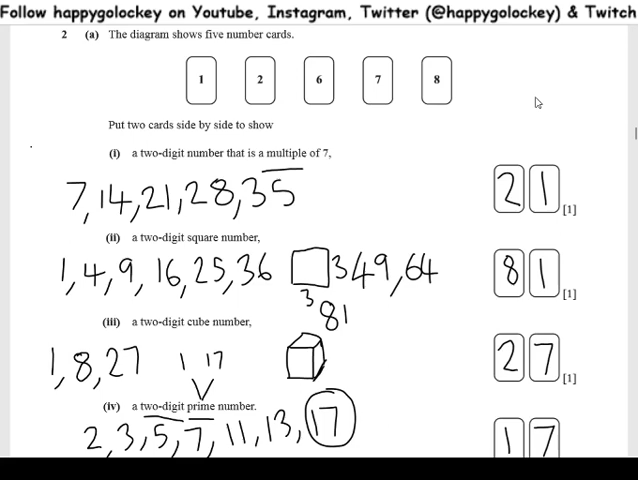 Follow happygolockey on Youtube, Instagram, Twitter (@happygolockey) & Twitch
2 (a) The diagram shows five number cards.
1 2 6 7 8
Put two cards side by side to show
(i) a two-digit number that is a multiple of 7,
7, 14, 21, 28, 35
2 1 [1]
(ii) a two-digit square number,
1, 4, 9, 16, 25, 36 3 49, 64
3 81
8 1 [1]
(iii) a two-digit cube number,
1, 8, 27 1 17
2 7 [1]
(iv) a two-digit prime number.
2, 3, 5, 7, 11, 13, 17
1 7